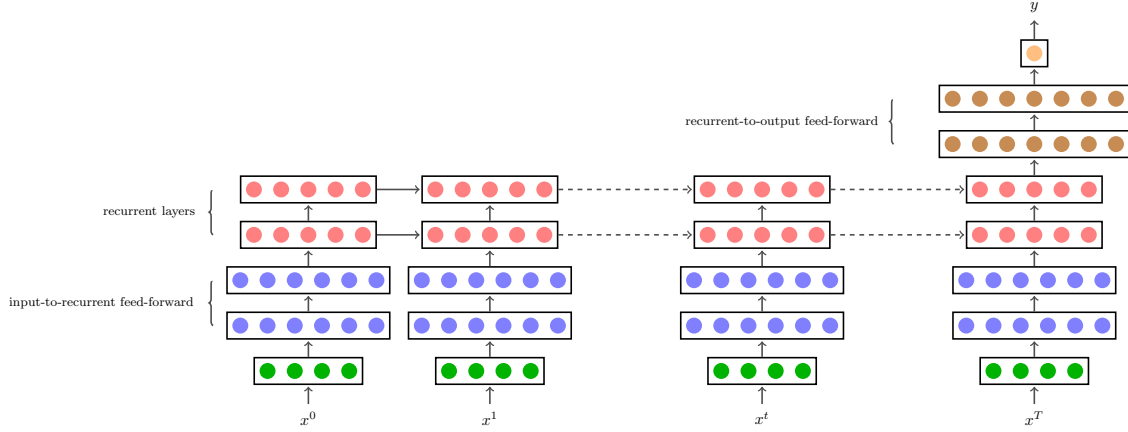 y
recurrent-to-output feed-forward
recurrent layers
input-to-recurrent feed-forward
x^0 x^1 x^t x^T